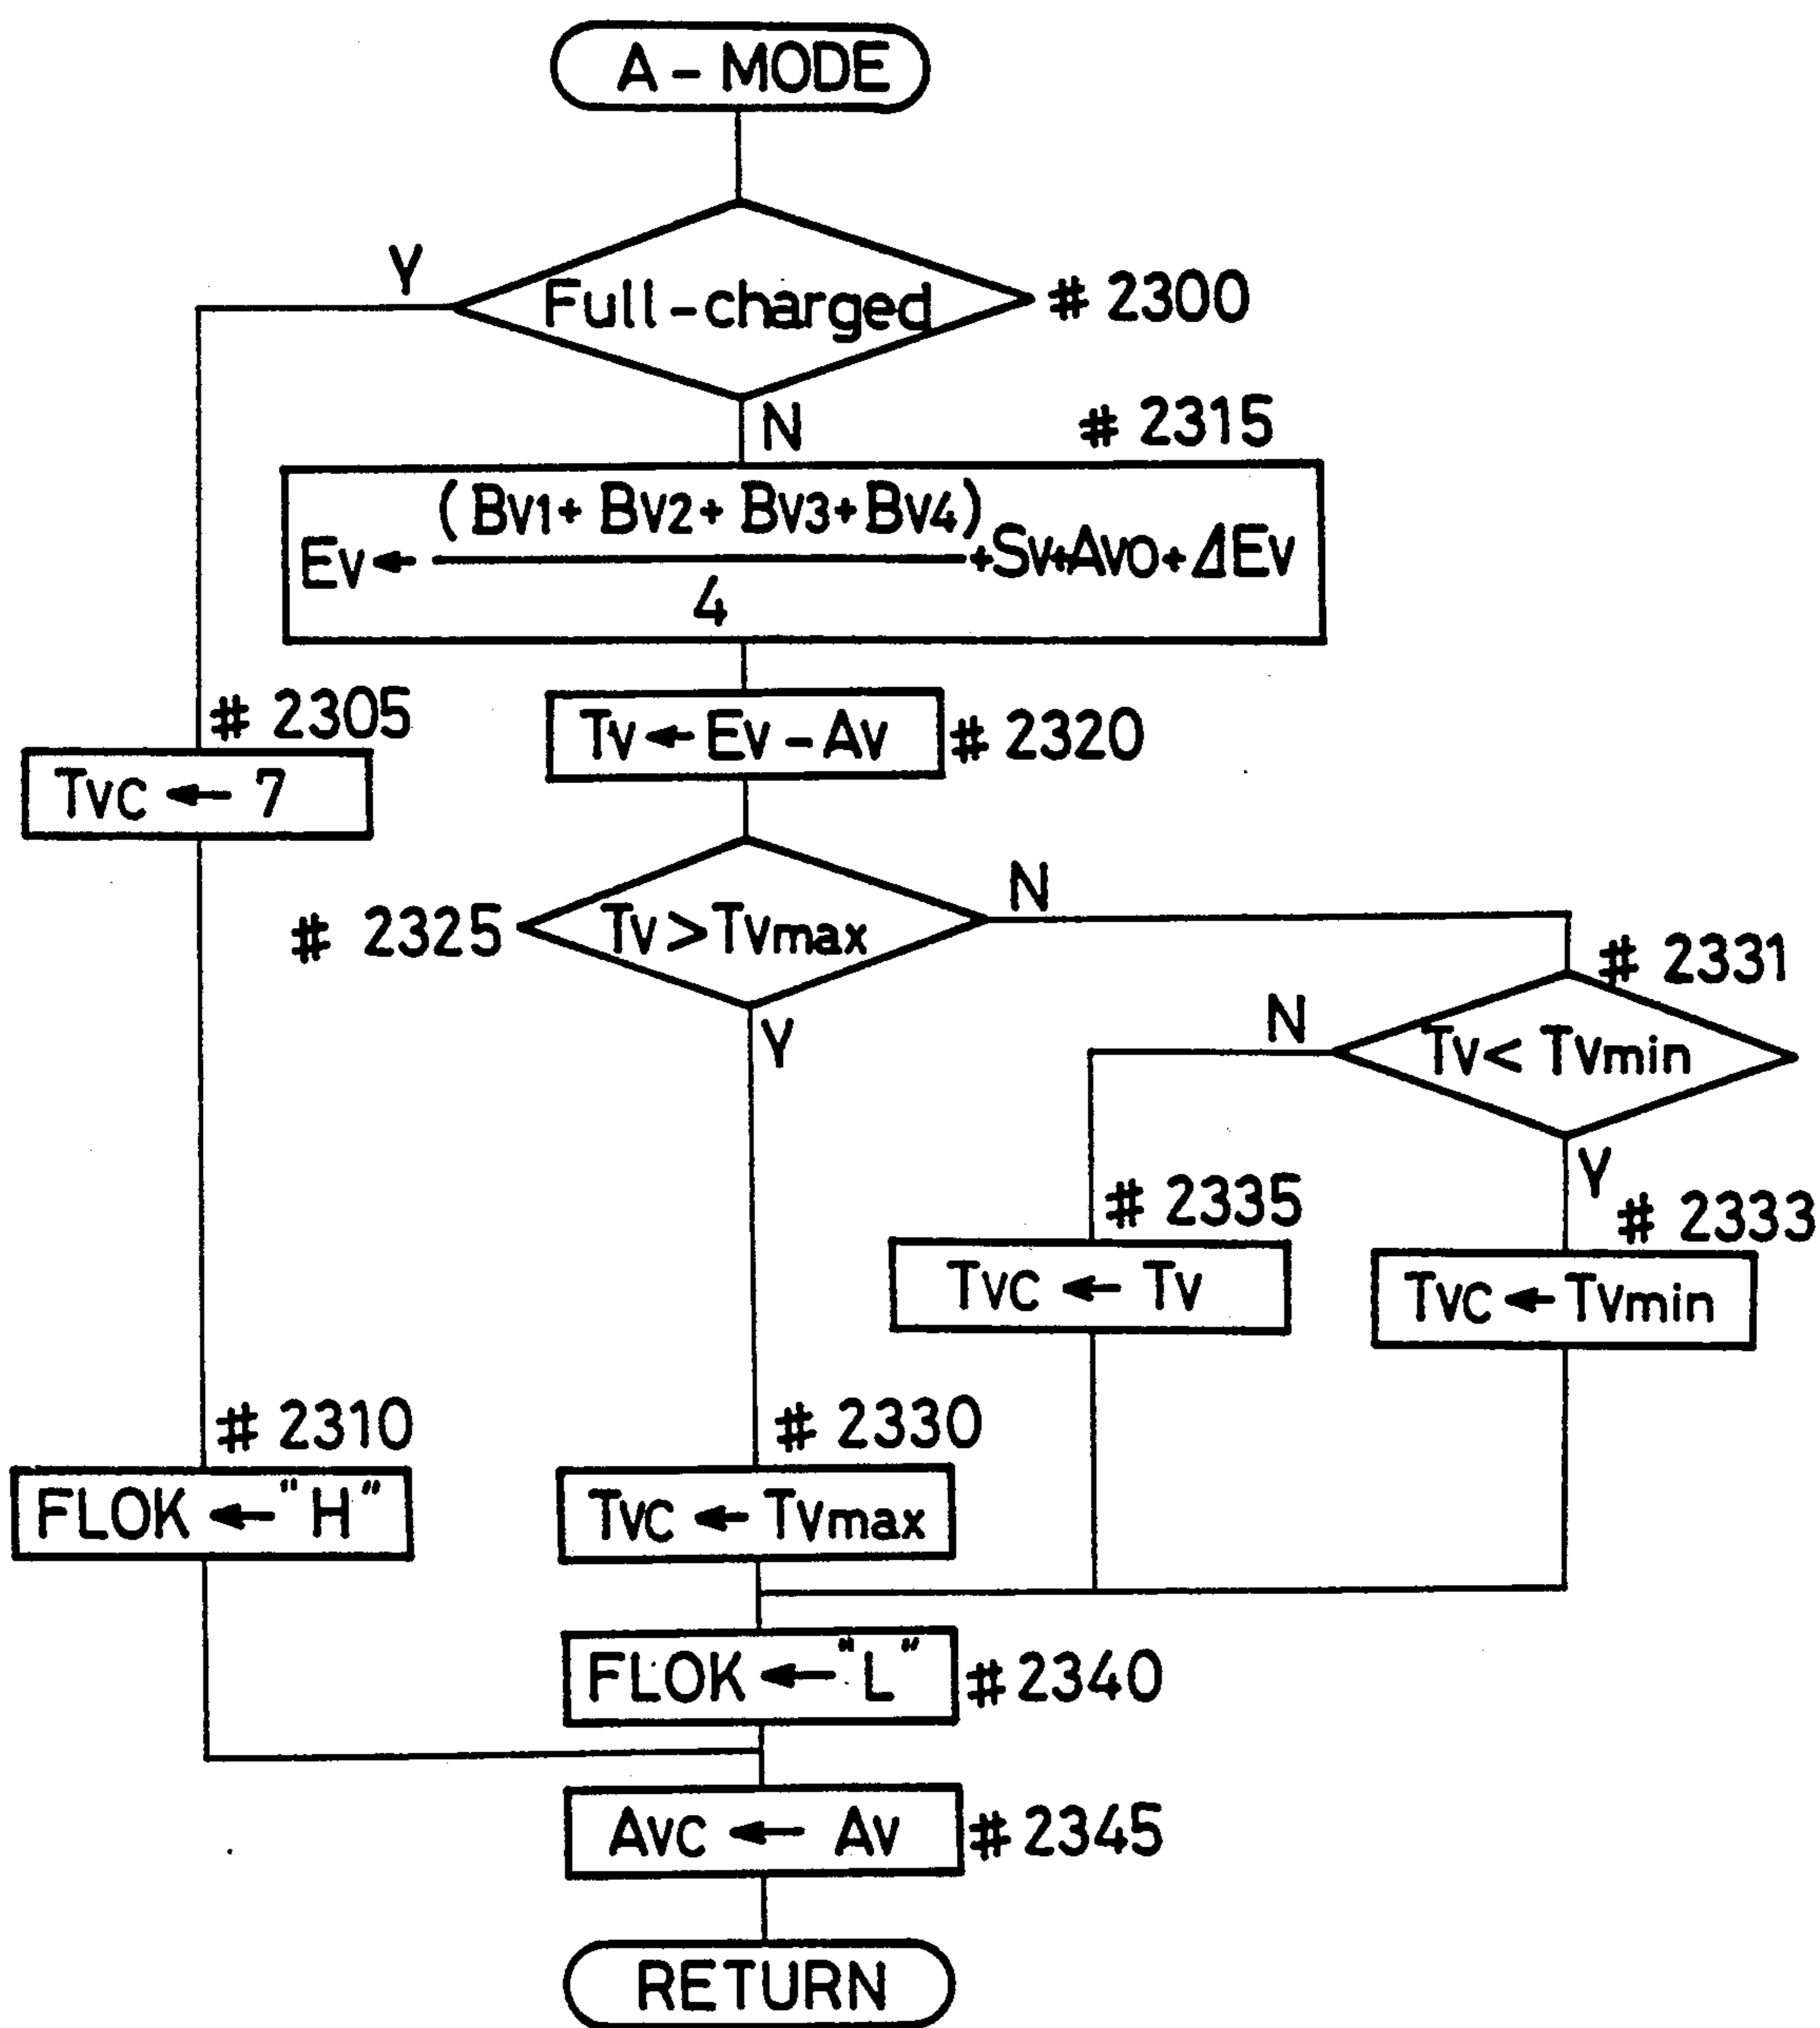 A - MODE
Y
Full-charged
# 2300
N
# 2315
Ev ← (Bv1 + Bv2 + Bv3 + Bv4) / 4 + Sv + Avo + ΔEv
# 2305
Tvc ← 7
Tv ← Ev - Av
# 2320
# 2325
Tv > Tvmax
N
Y
# 2331
N
Tv < Tvmin
Y
# 2335
# 2333
Tvc ← Tv
Tvc ← Tvmin
# 2310
# 2330
FLOK ← "H"
Tvc ← Tvmax
FLOK ← "L"
# 2340
Avc ← Av
# 2345
RETURN